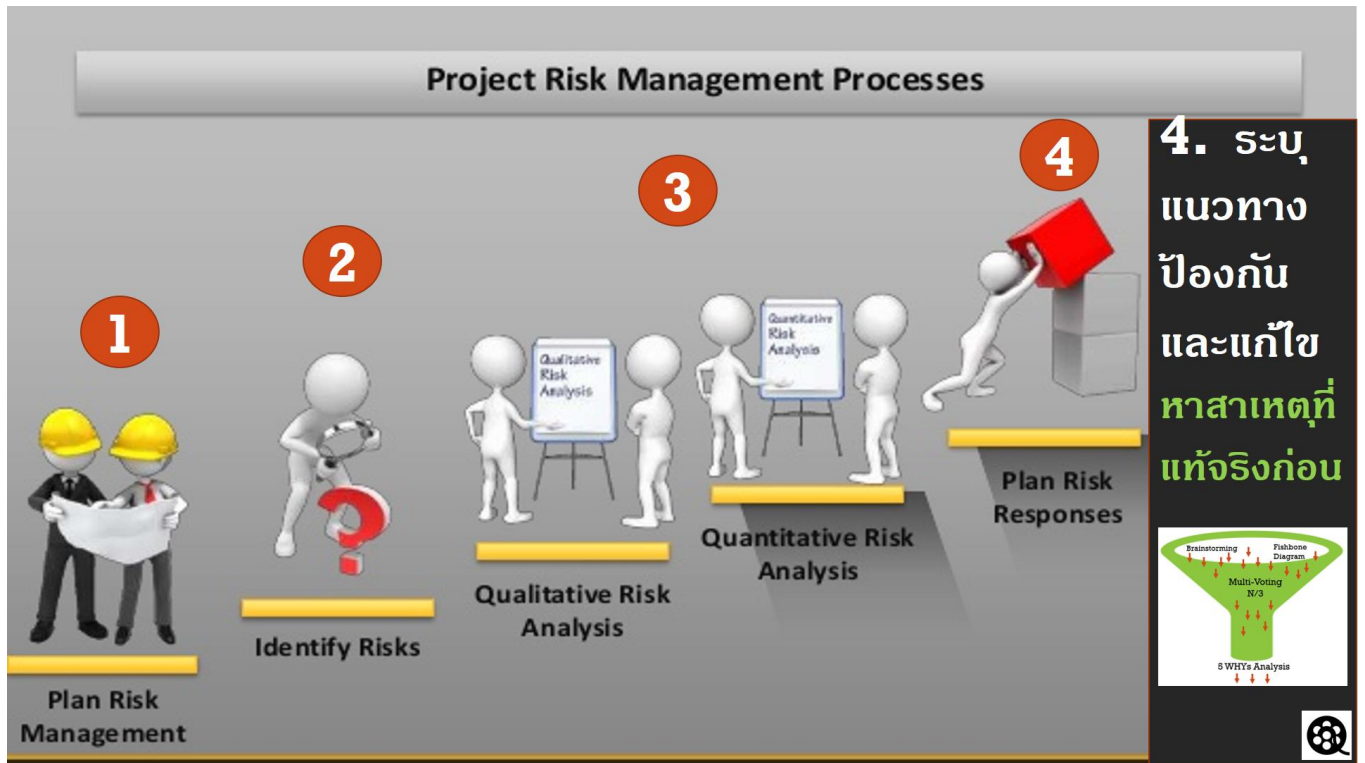 Project Risk Management Processes
1
2
3
4
Qualitative
Risk
Analysis
Quantitative
Risk
Analysis
Plan Risk
Management
Identify Risks
Qualitative Risk
Analysis
Quantitative Risk
Analysis
Plan Risk
Responses
4. ระบุ
แนวทาง
ป้องกัน
และแก้ไข
หาสาเหตุที่
แท้จริงก่อน
Brainstorming
Fishbone
Diagram
Multi-Voting
N/3
5 WHYs Analysis